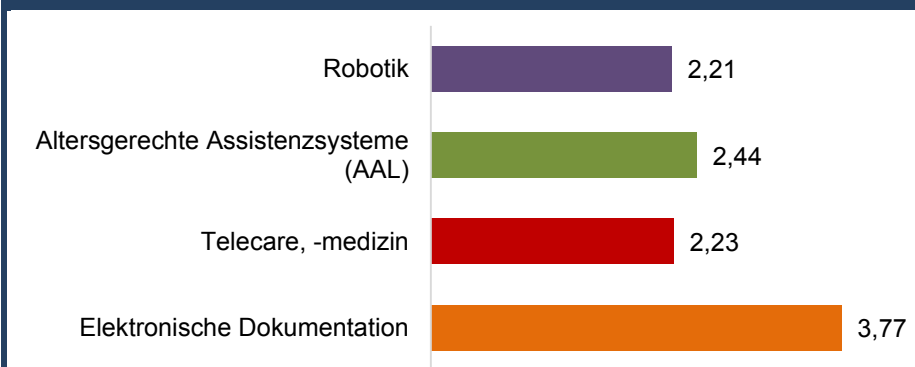 Robotik 2,21
Altersgerechte Assistenzsysteme
(AAL) 2,44
Telecare, -medizin 2,23
Elektronische Dokumentation 3,77